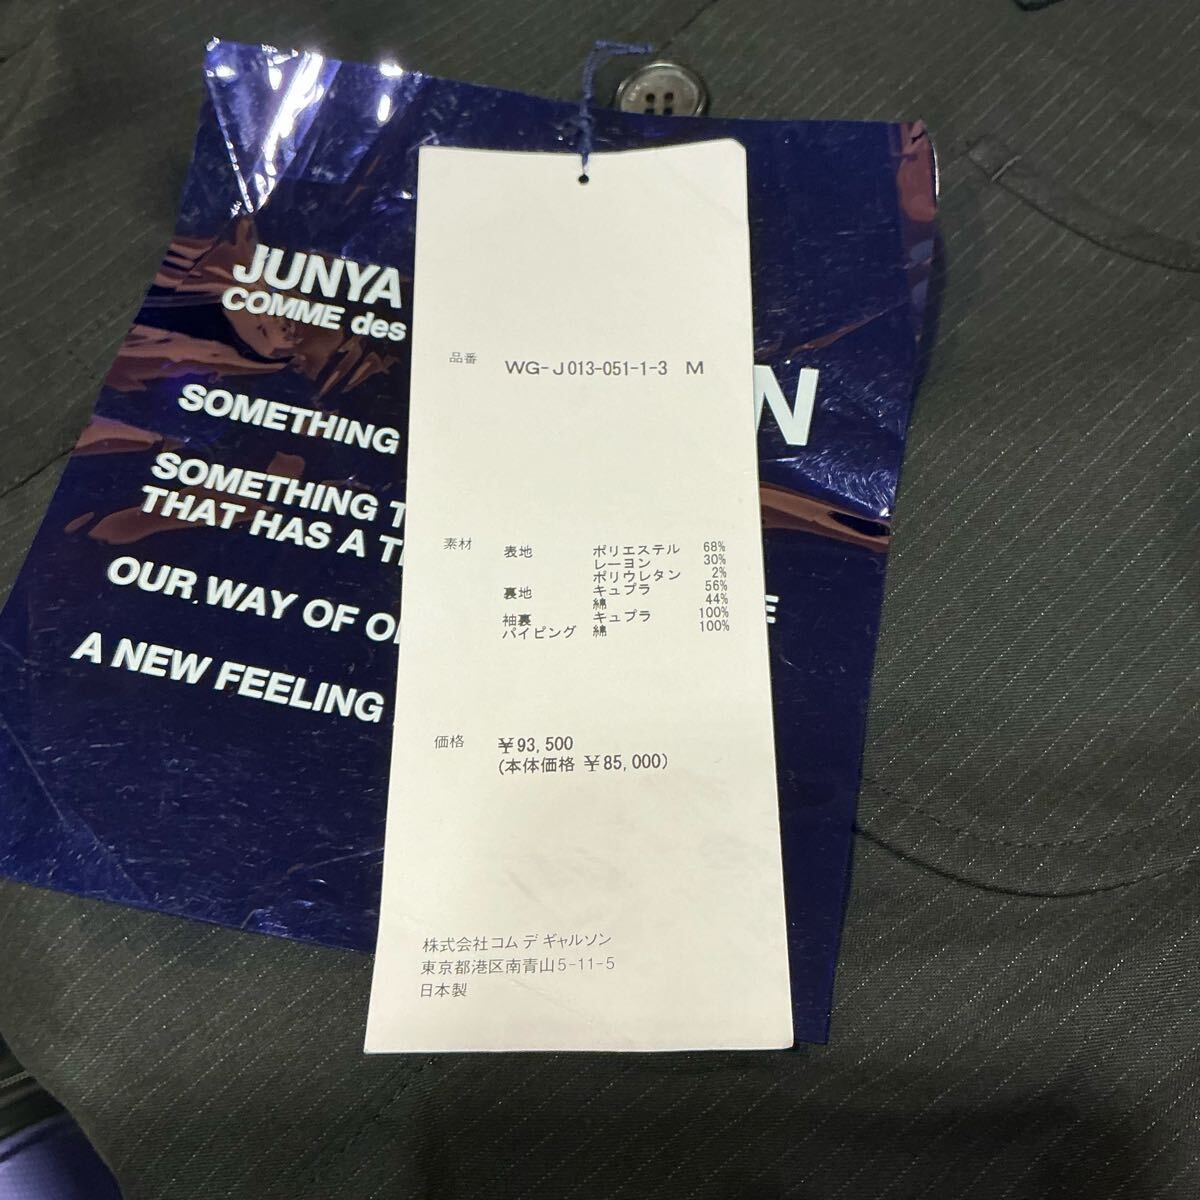 JUNYA
COMME des
N
SOMETHING
SOMETHING T
THAT HAS A T
OUR WAY OF O
E
A NEW FEELING
品番 WG-J013-051-1-3 M
素材 表地 ポリエステル 68%
レーヨン 30%
ポリウレタン 2%
裏地 キュプラ 56%
綿 44%
袖裏 キュプラ 100%
パイピング 綿 100%
価格 ¥93,500
(本体価格 ¥85,000)
株式会社コム デ ギャルソン
東京都港区南青山5-11-5
日本製